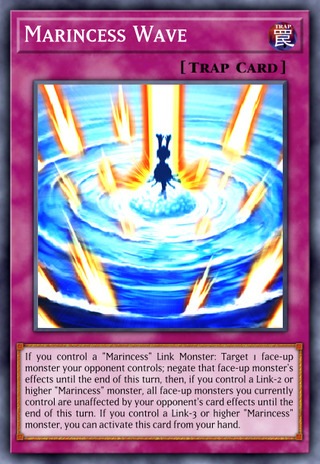 Marincess Wave
TRAP
罠
[ Trap Card ]
If you control a "Marincess" Link Monster: Target 1 face-up
monster your opponent controls; negate that face-up monster's
effects until the end of this turn, then, if you control a Link-2 or
higher "Marincess" monster, all face-up monsters you currently
control are unaffected by your opponent's card effects until the
end of this turn. If you control a Link-3 or higher "Marincess"
monster, you can activate this card from your hand.